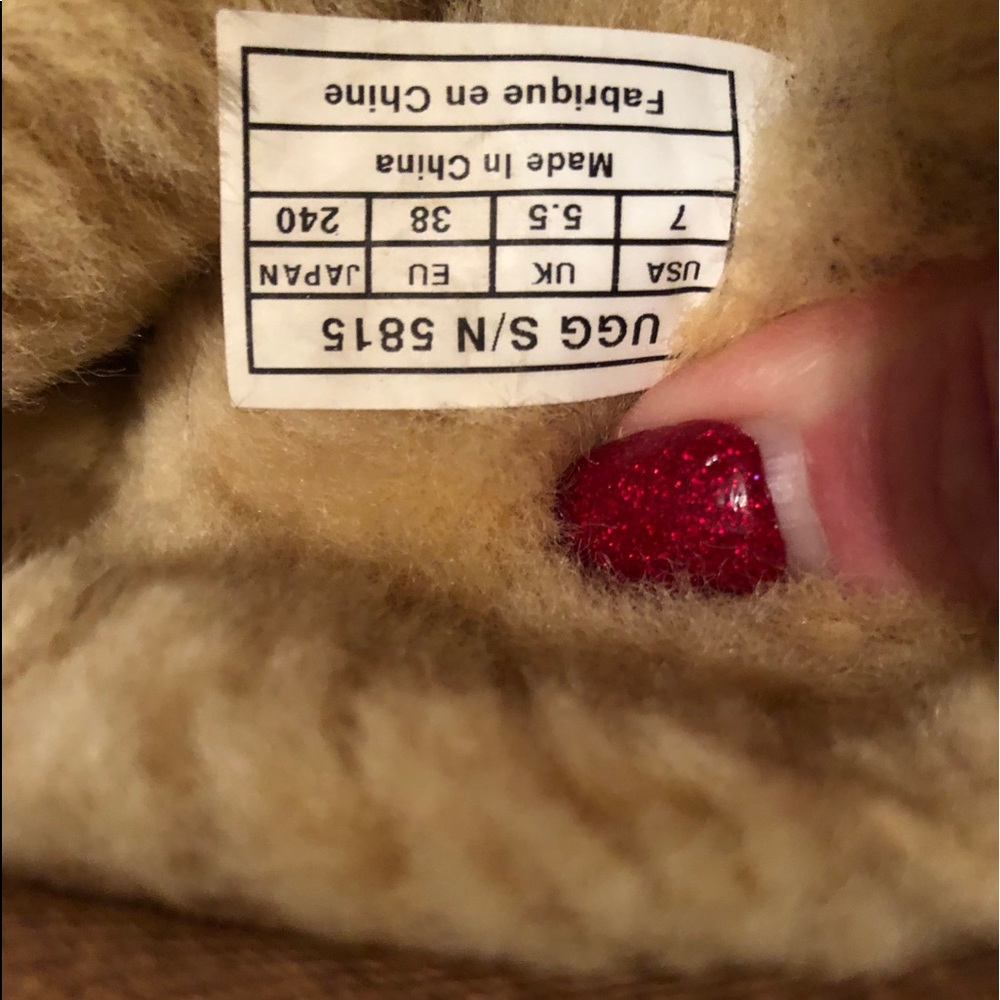 UGG S/N 5815
USA UK EU JAPAN
7 5.5 38 240
Made In China
Fabrique en Chine